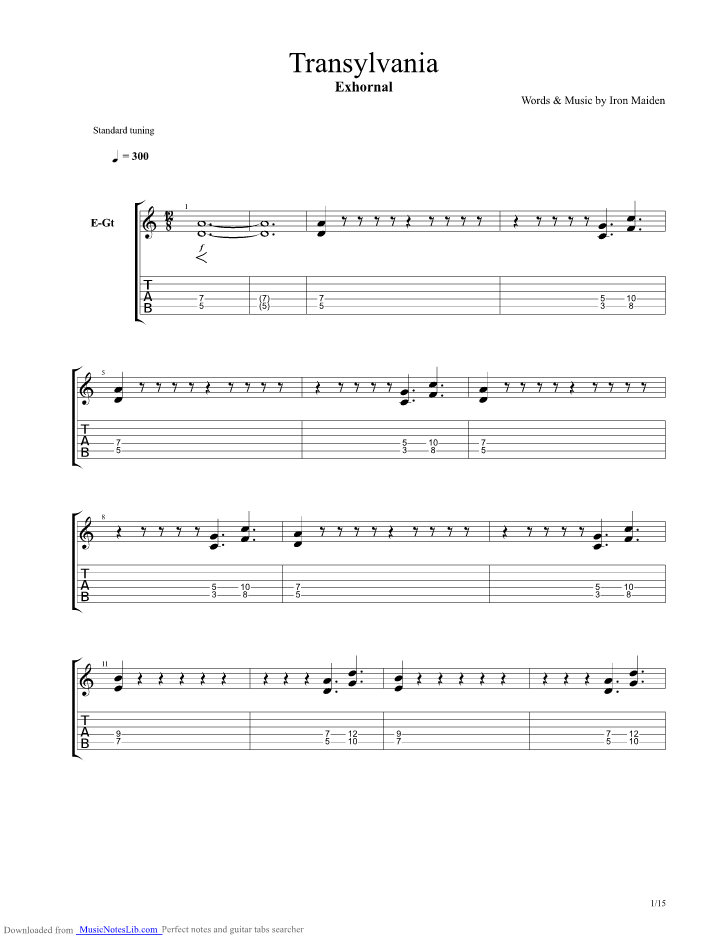 Transylvania
Exhornal
Words & Music by Iron Maiden
Standard tuning
= 300
E-Gt
12
8
1
f
T
A
B
7 (7) 7 5 10
5 (5) 5 3 8
5
T
A
B
7 5 10 7
5 3 8 5
8
T
A
B
5 10 7 5 10
3 8 5 3 8
11
T
A
B
9 7 12 9 7 12
7 5 10 7 5 10
1/15
Downloaded from MusicNotesLib.com Perfect notes and guitar tabs searcher